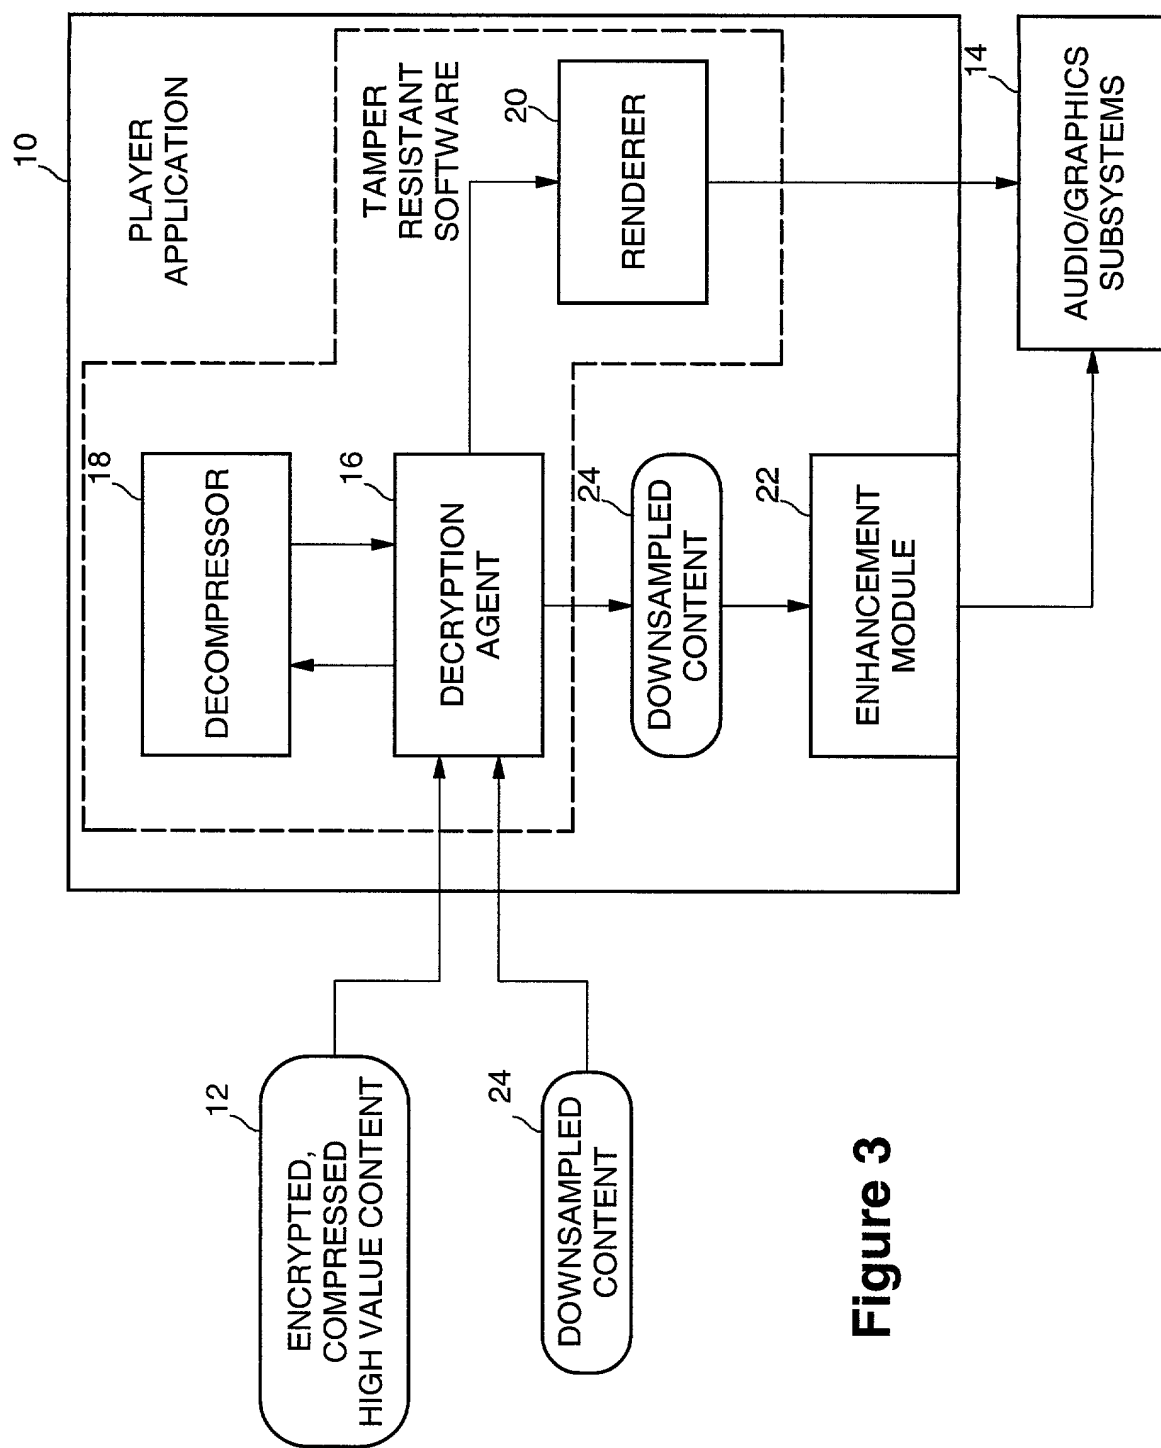 10
PLAYER
APPLICATION
TAMPER
RESISTANT
SOFTWARE
18
DECOMPRESSOR
16
DECRYPTION
AGENT
20
RENDERER
14
AUDIO/GRAPHICS
SUBSYSTEMS
24
DOWNSAMPLED
CONTENT
22
ENHANCEMENT
MODULE
12
ENCRYPTED,
COMPRESSED
HIGH VALUE CONTENT
24
DOWNSAMPLED
CONTENT
Figure 3